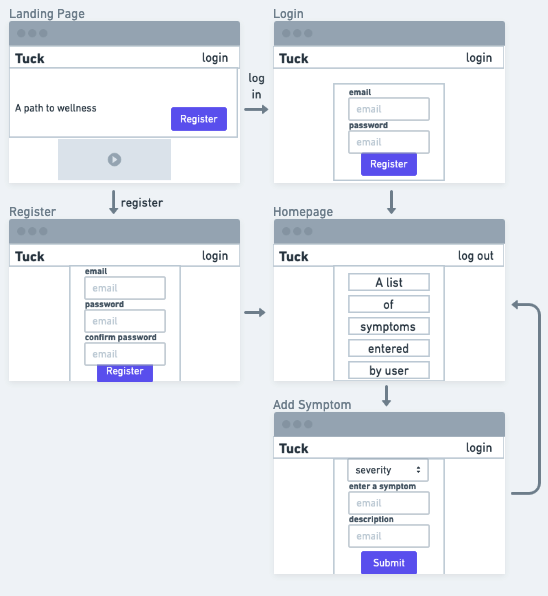 Landing Page
Tuck
login
A path to wellness
Register
log
in
Login
Tuck
login
email
email
password
email
Register
register
Register
Tuck
login
email
email
password
email
confirm password
email
Register
Homepage
Tuck
log out
A list
of
symptoms
entered
by user
Add Symptom
Tuck
login
severity
enter a symptom
email
description
email
Submit